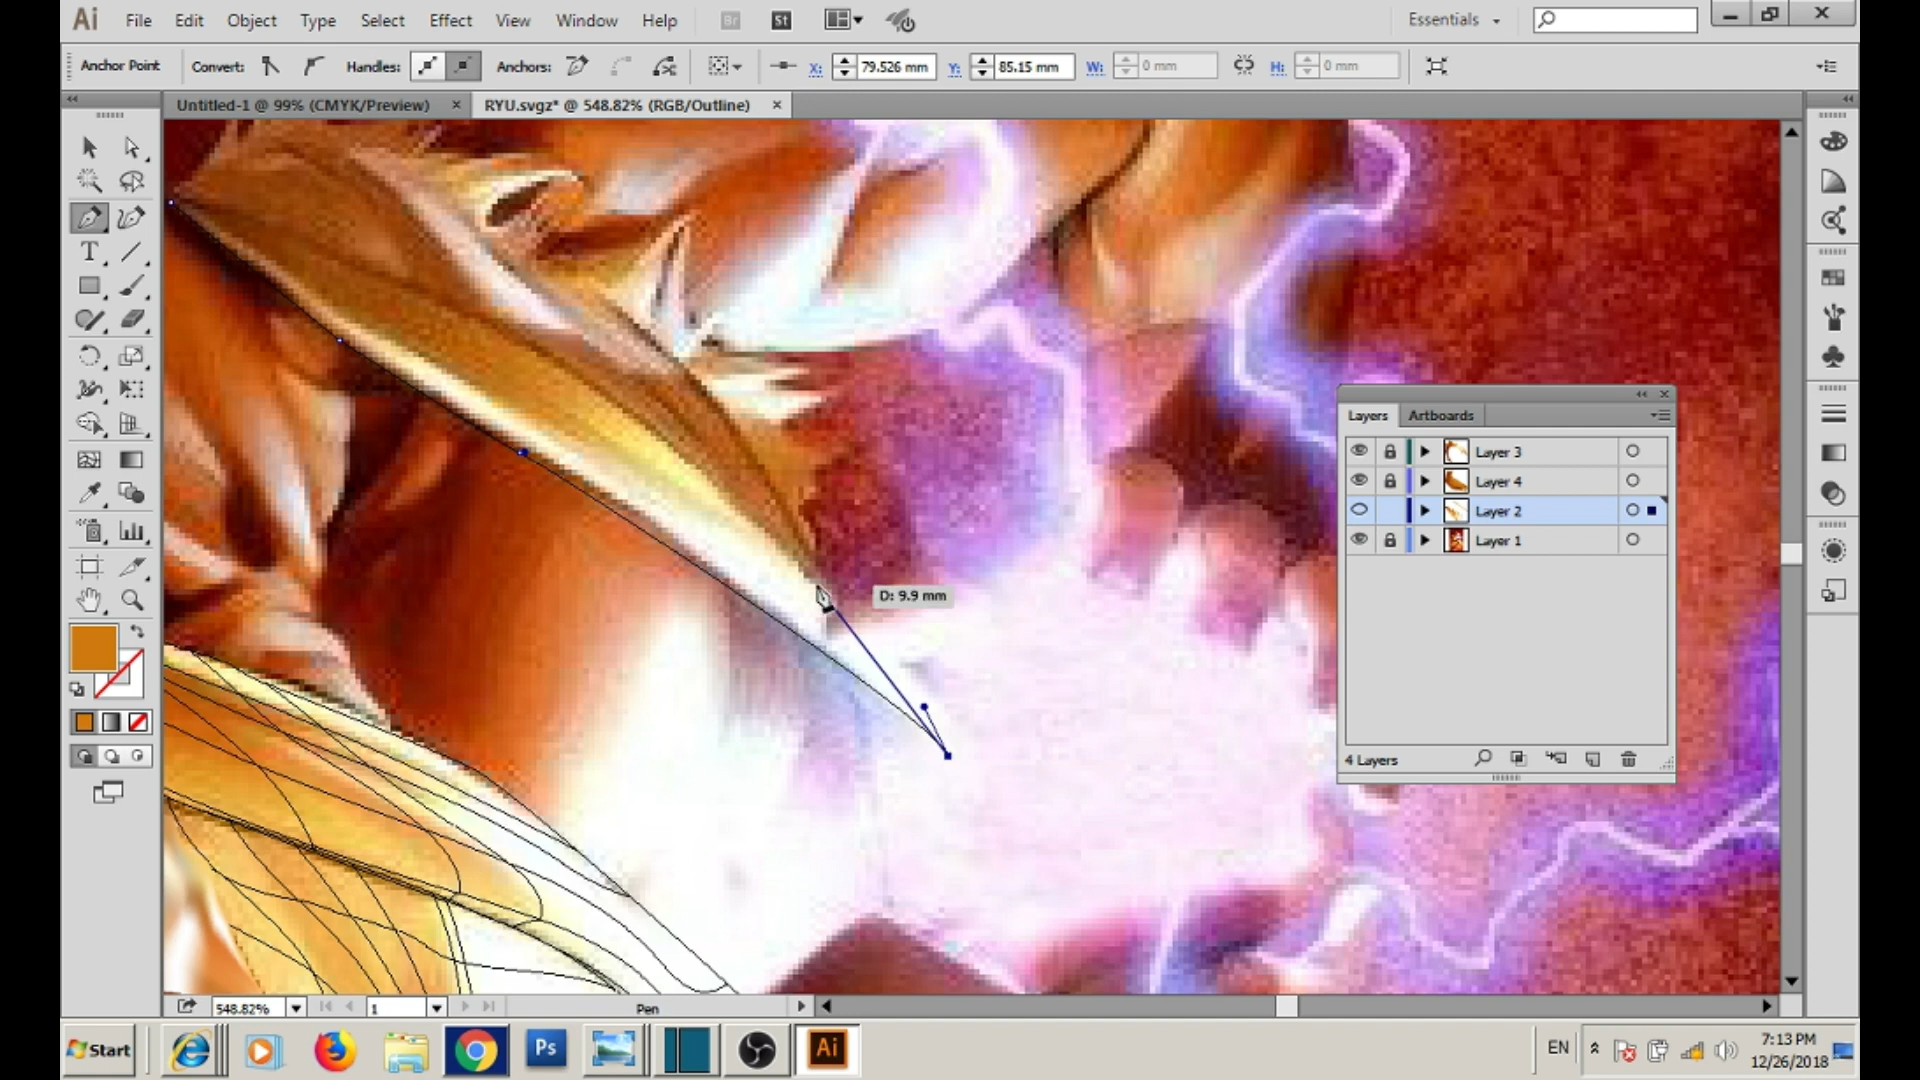 Ai File Edit Object Type Select Effect View Window Help Br St Essentials
Anchor Point Convert: Handles: Anchors: X: 79.526 mm Y: 85.15 mm W: 0 mm H: 0 mm
Untitled-1 @ 99% (CMYK/Preview) × RYU.svgz* @ 548.82% (RGB/Outline) ×
T
D: 9.9 mm
Layers Artboards
Layer 3
Layer 4
Layer 2
Layer 1
4 Layers
548.82% 1 Pen
Start Ps Ai EN 7:13 PM
12/26/2018